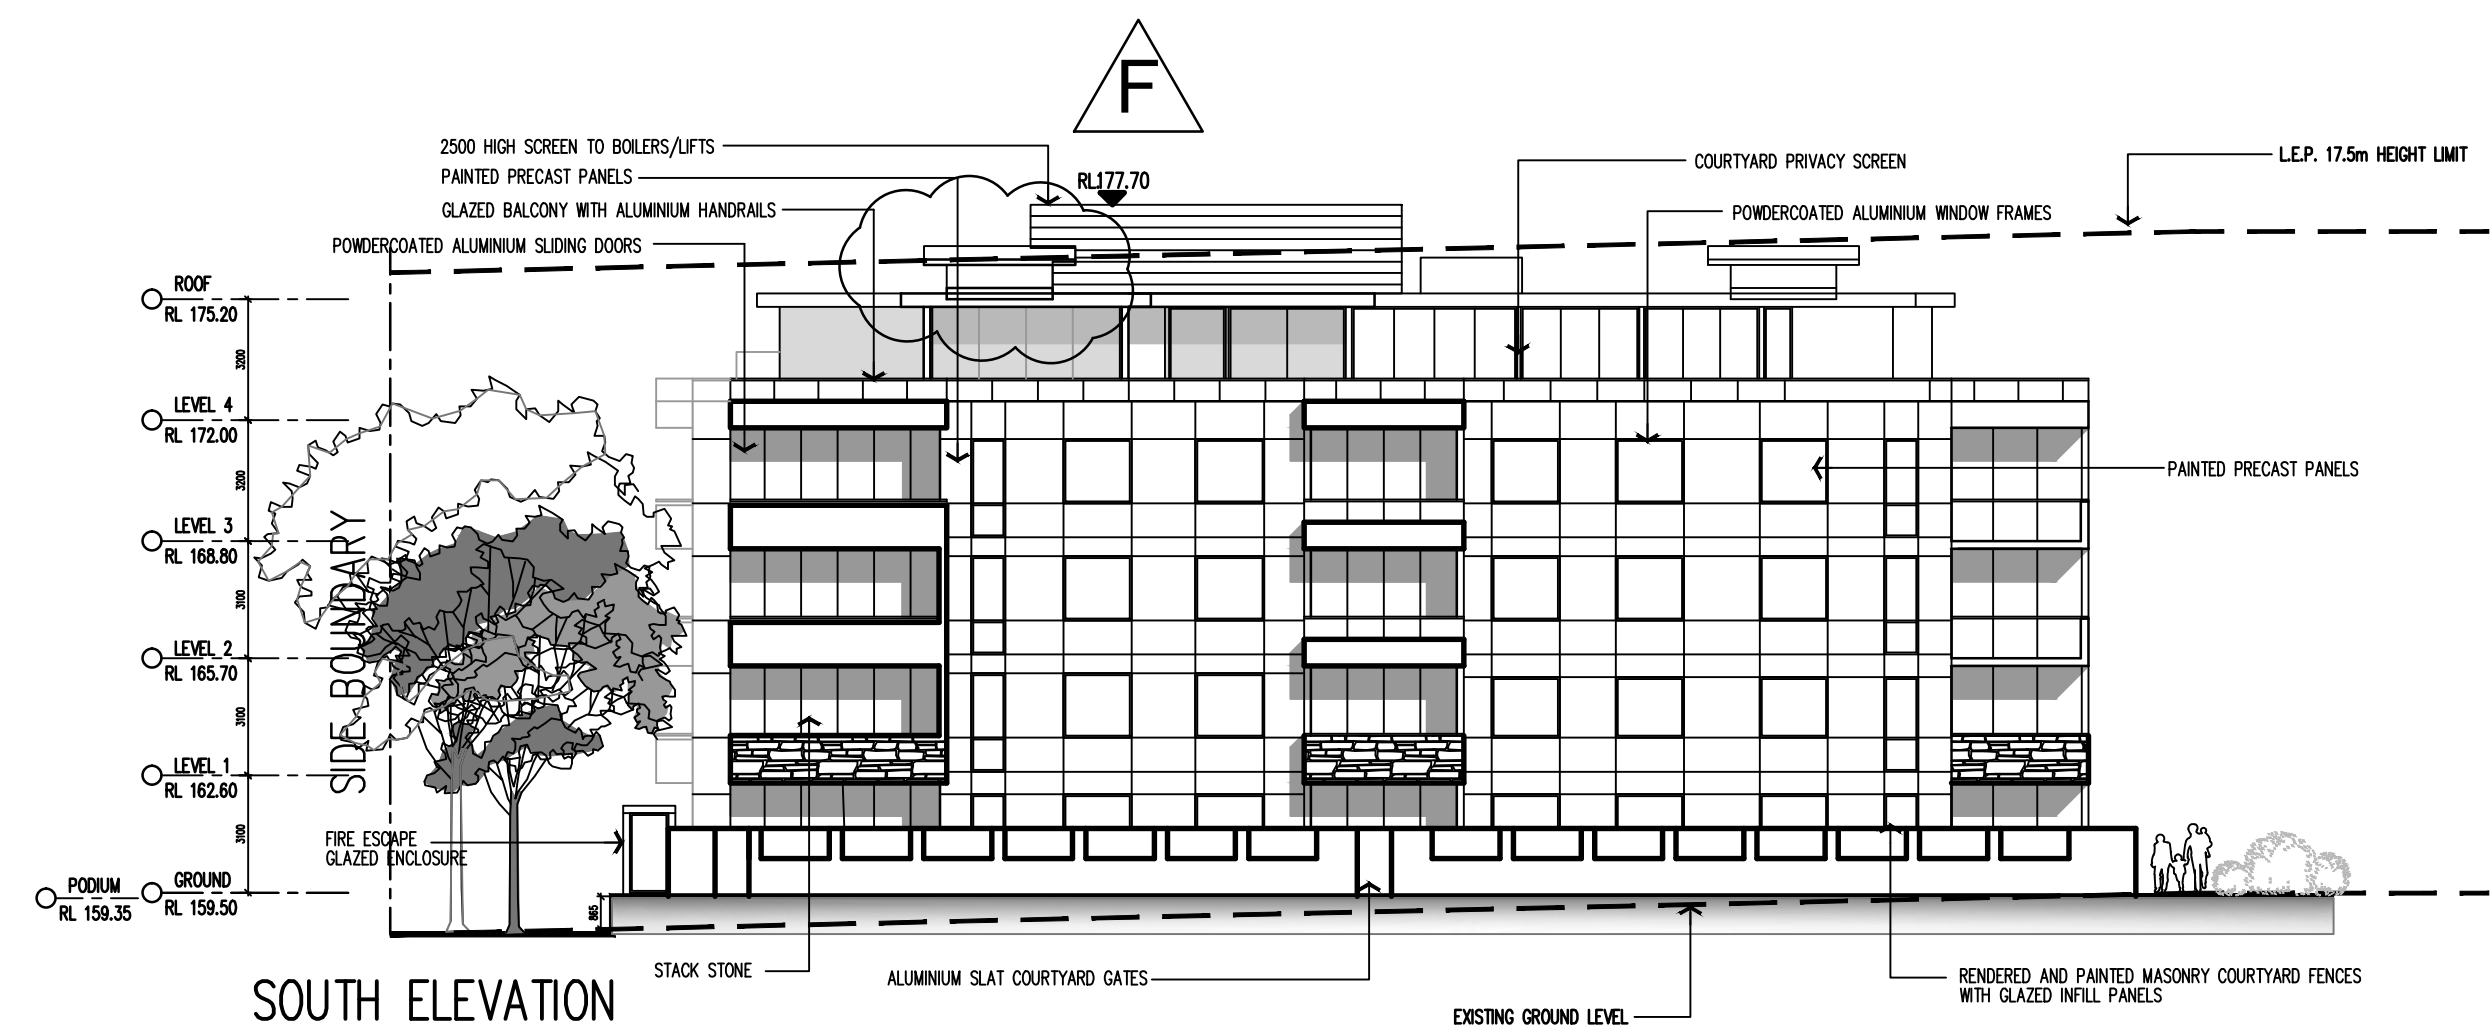 F
2500 HIGH SCREEN TO BOILERS/LIFTS
PAINTED PRECAST PANELS
GLAZED BALCONY WITH ALUMINIUM HANDRAILS
POWDERCOATED ALUMINIUM SLIDING DOORS
RL177.70
COURTYARD PRIVACY SCREEN
L.E.P. 17.5m HEIGHT LIMIT
POWDERCOATED ALUMINIUM WINDOW FRAMES
ROOF
RL 175.20
3200
LEVEL 4
RL 172.00
3200
LEVEL 3
RL 168.80
3100
LEVEL 2
RL 165.70
3100
LEVEL 1
RL 162.60
3100
GROUND
RL 159.50
PODIUM
RL 159.35
SIDE BOUNDARY
PAINTED PRECAST PANELS
FIRE ESCAPE
GLAZED ENCLOSURE
865
STACK STONE
ALUMINIUM SLAT COURTYARD GATES
EXISTING GROUND LEVEL
RENDERED AND PAINTED MASONRY COURTYARD FENCES
WITH GLAZED INFILL PANELS
SOUTH ELEVATION